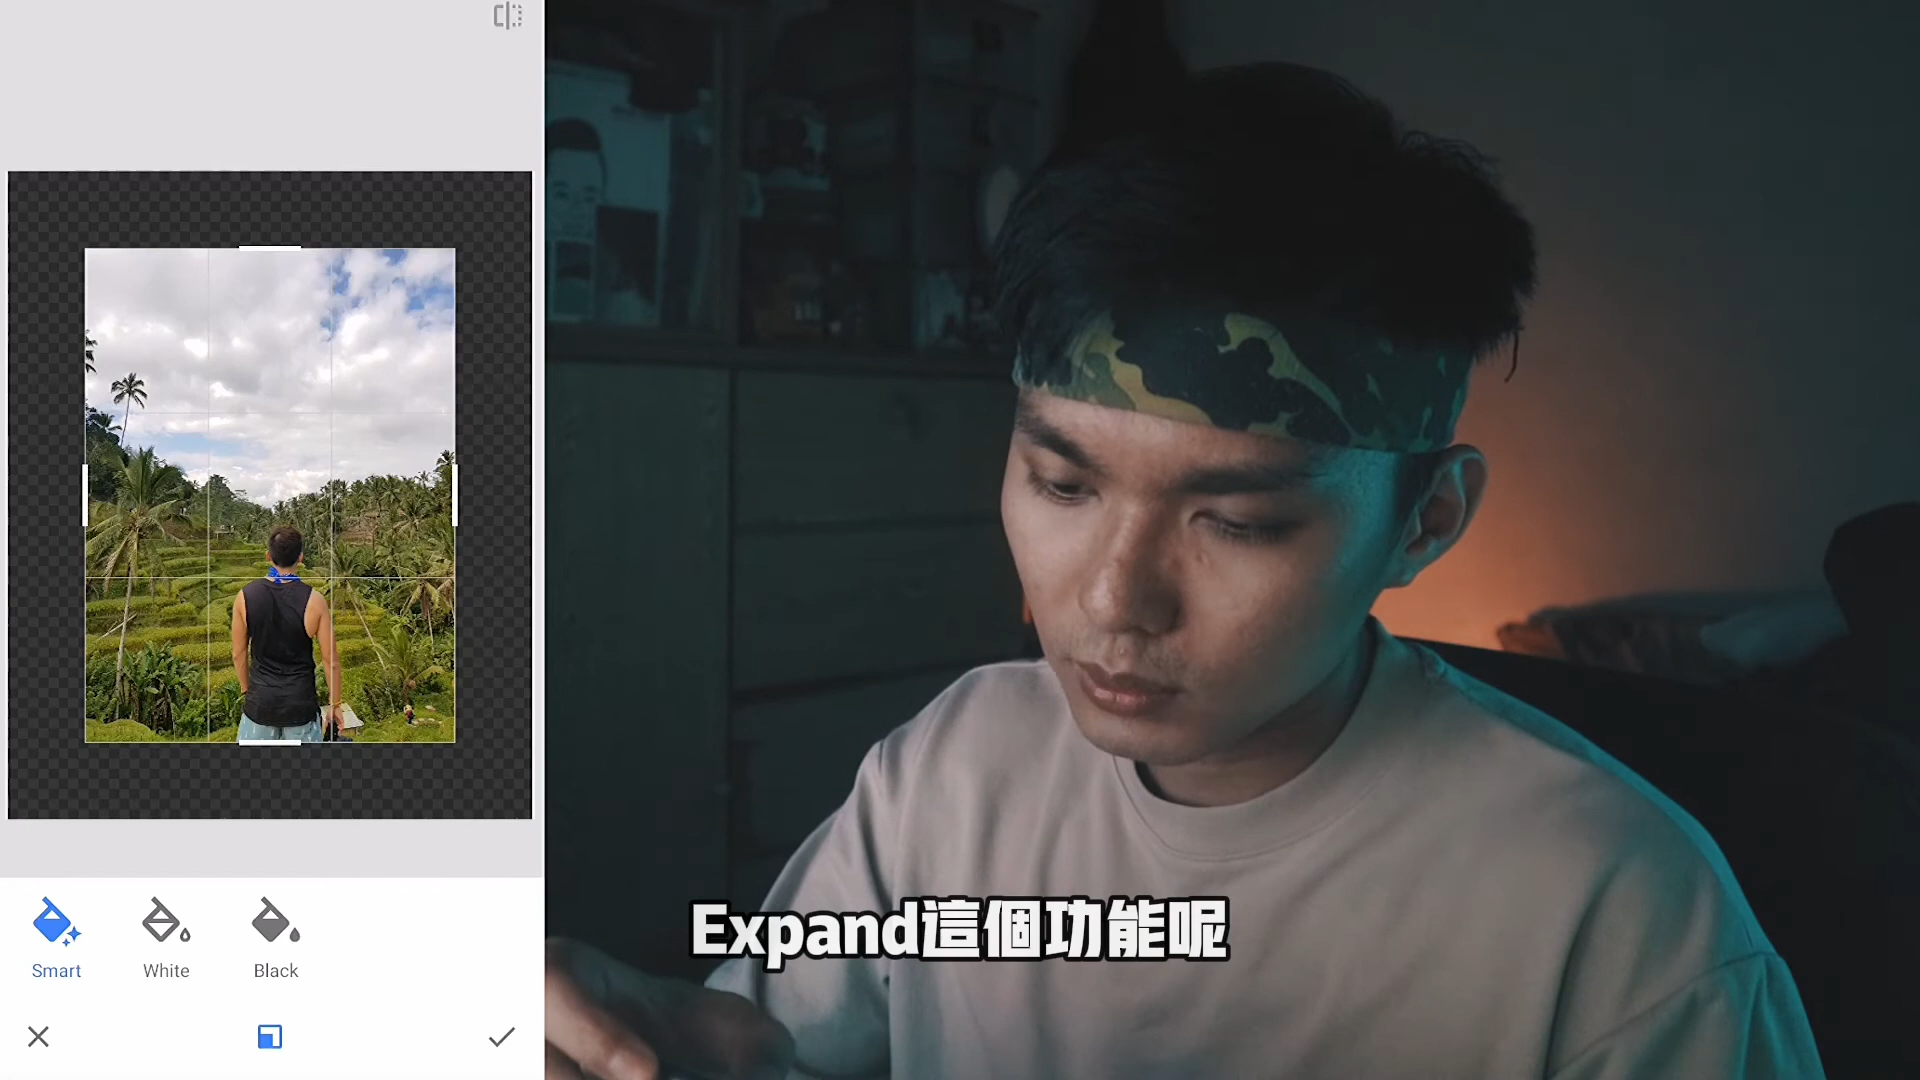 Smart
White
Black
Expand這個功能呢